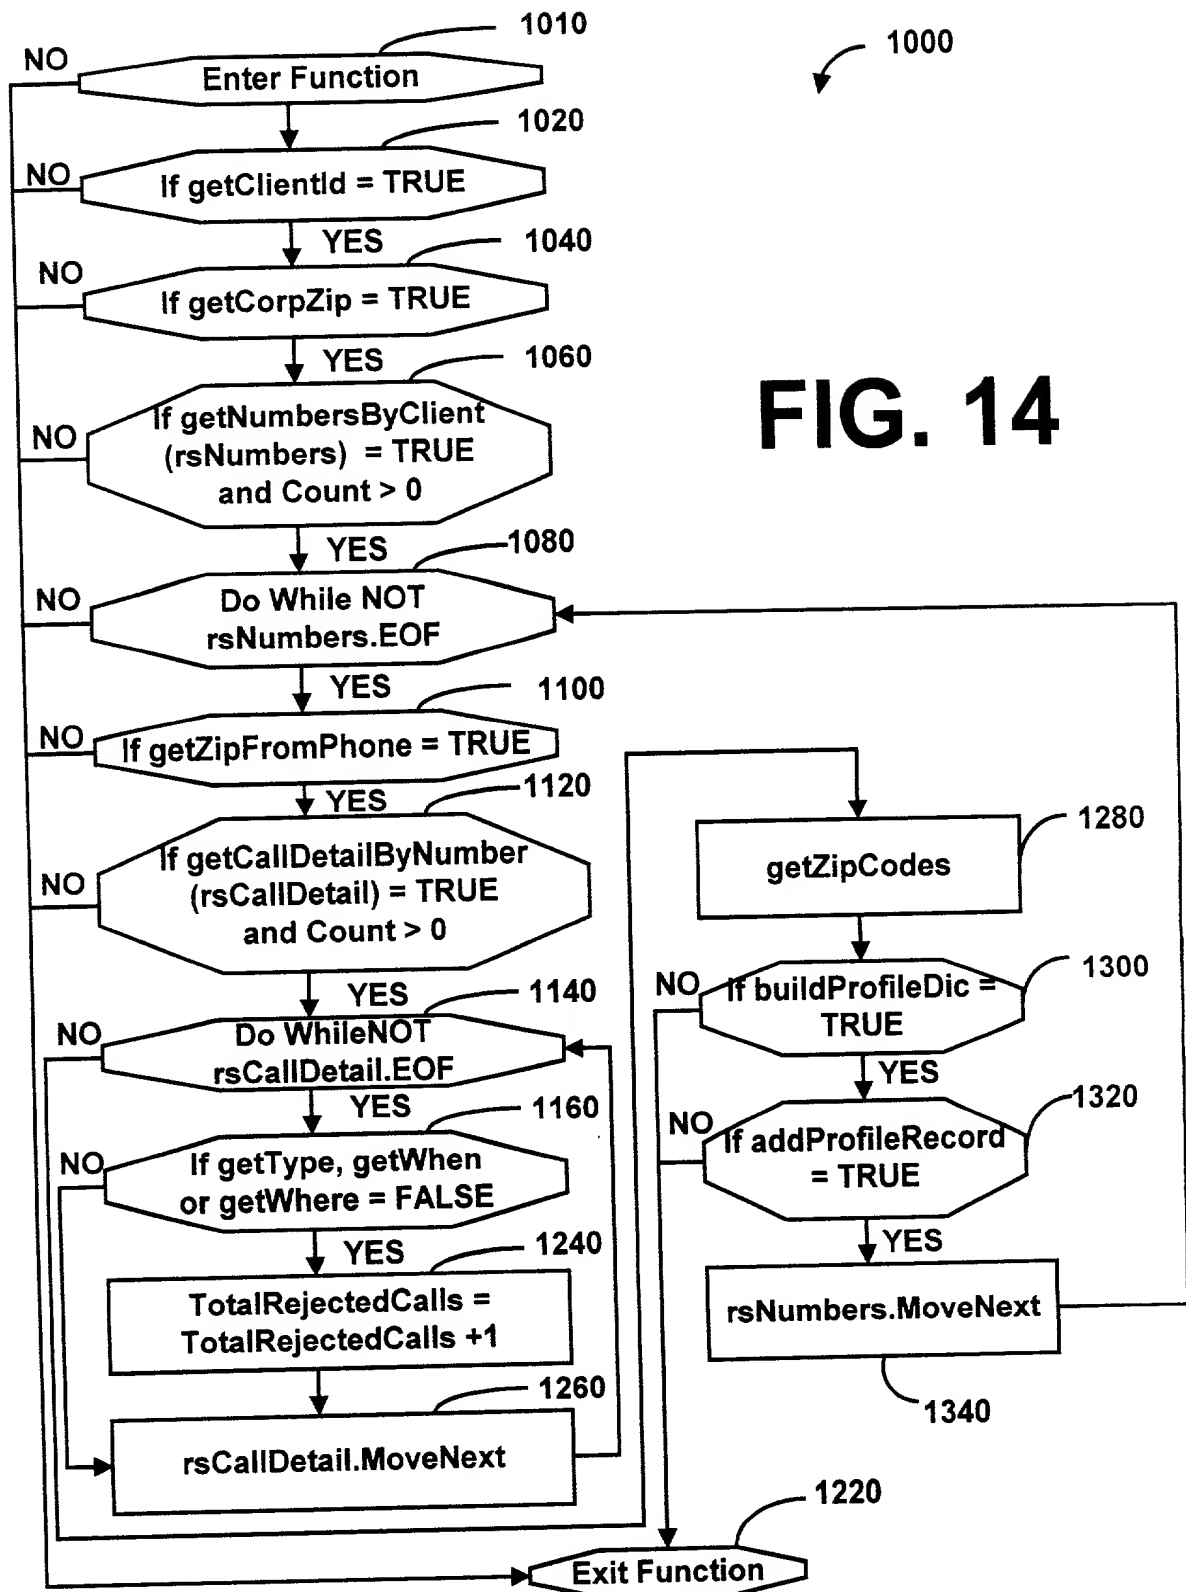 1010
1000
NO
Enter Function
1020
NO
If getClientId = TRUE
YES
1040
NO
If getCorpZip = TRUE
YES
1060
FIG. 14
If getNumbersByClient
NO
(rsNumbers) = TRUE
and Count > 0
YES
1080
NO
Do While NOT
rsNumbers.EOF
YES
1100
NO
If getZipFromPhone = TRUE
YES
1120
If getCallDetailByNumber
NO
(rsCallDetail) = TRUE
and Count > 0
YES
1140
NO
Do WhileNOT
rsCallDetail.EOF
YES
1160
NO
If getType, getWhen
or getWhere = FALSE
YES
1240
TotalRejectedCalls =
TotalRejectedCalls +1
1260
rsCallDetail.MoveNext
1280
getZipCodes
1300
NO
If buildProfileDic =
TRUE
YES
1320
NO
If addProfileRecord
= TRUE
YES
rsNumbers.MoveNext
1340
1220
Exit Function